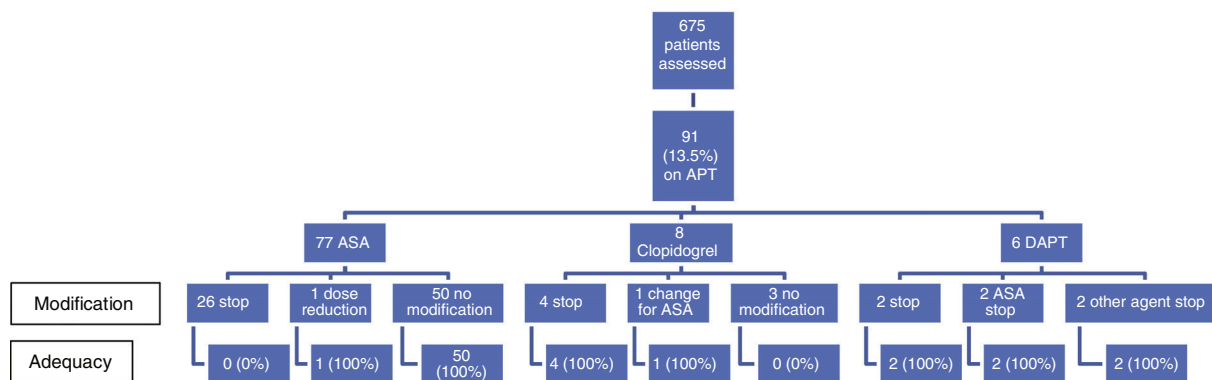 675
patients
assessed
91
(13.5%)
on APT
77 ASA
8
Clopidogrel
6 DAPT
Modification
26 stop
1 dose
reduction
50 no
modification
4 stop
1 change
for ASA
3 no
modification
2 stop
2 ASA
stop
2 other agent stop
Adequacy
0 (0%)
1 (100%)
50
(100%)
4 (100%)
1 (100%)
0 (0%)
2 (100%)
2 (100%)
2 (100%)